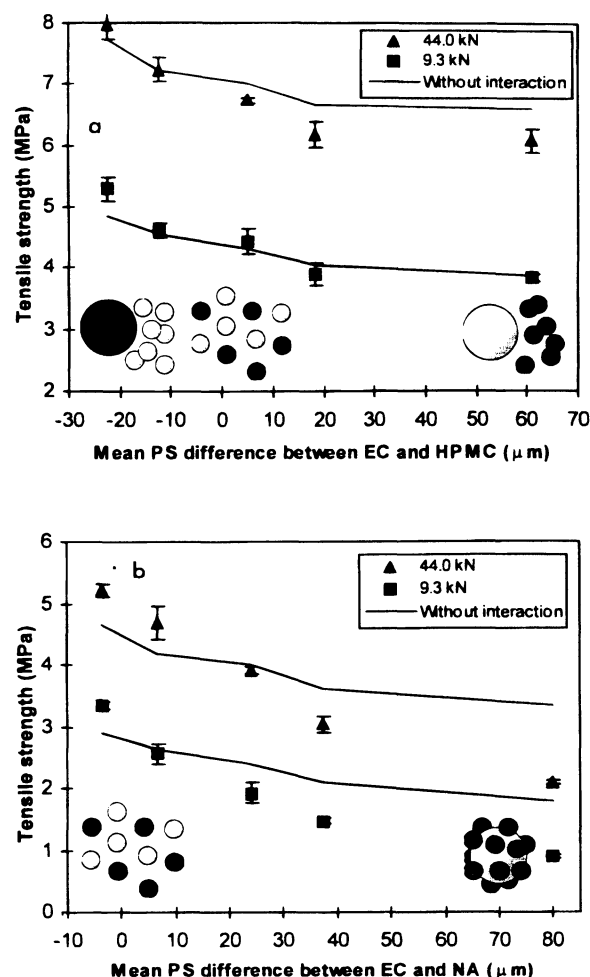 8
7
6
5
4
3
2
Tensile strength (MPa)
a
44.0 kN
9.3 kN
Without interaction
-30 -20 -10 0 10 20 30 40 50 60 70
Mean PS difference between EC and HPMC (μm)
6
5
4
3
2
1
0
Tensile strength (MPa)
b
44.0 kN
9.3 kN
Without interaction
-10 0 10 20 30 40 50 60 70 80
Mean PS difference between EC and NA (μm)